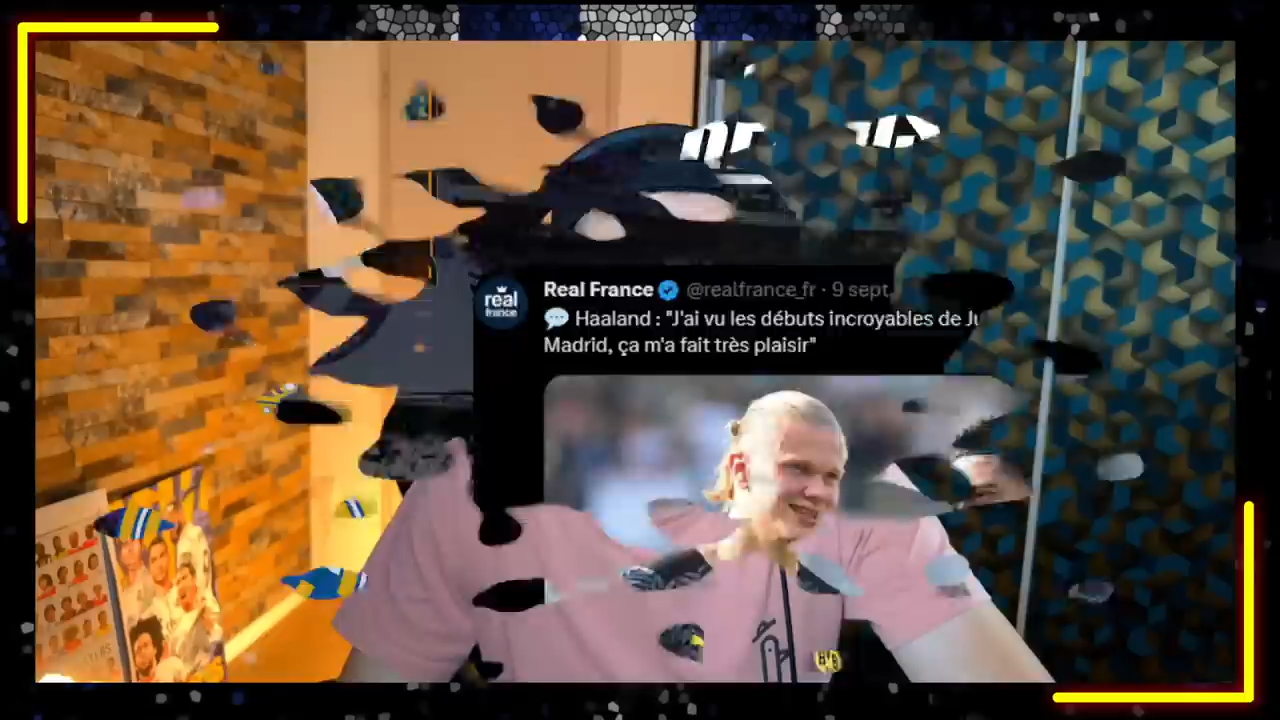 Real France @realfrance_fr · 9 sept.
💬 Haaland : "J'ai vu les débuts incroyables de
Madrid, ça m'a fait très plaisir"
real
france